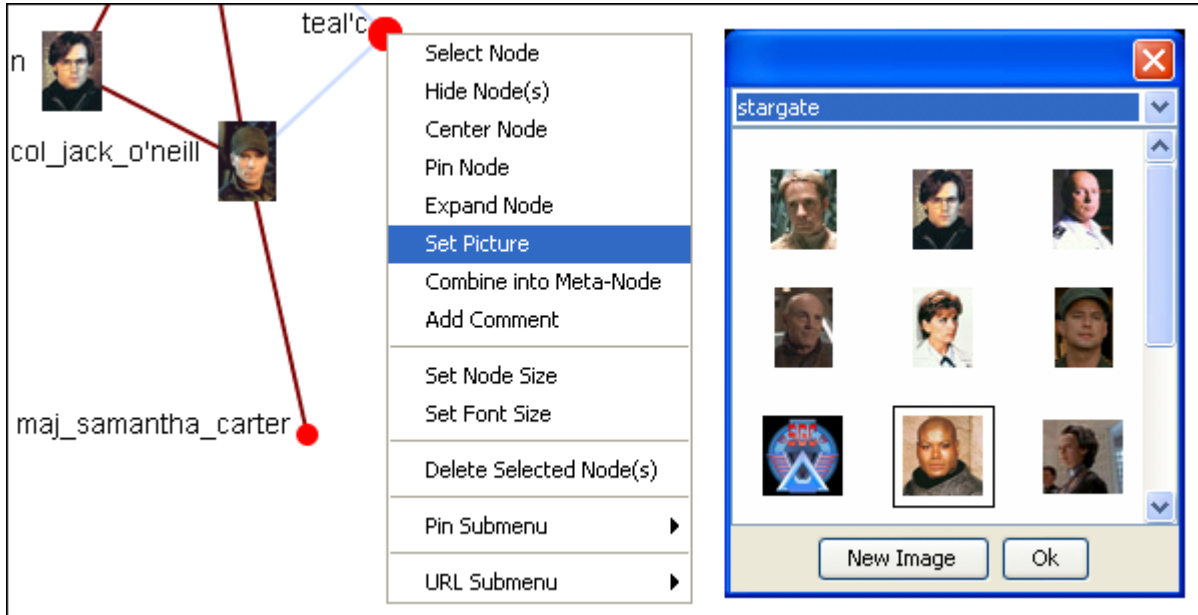 teal'c
n
col_jack_o'neill
maj_samantha_carter
Select Node
Hide Node(s)
Center Node
Pin Node
Expand Node
Set Picture
Combine into Meta-Node
Add Comment
Set Node Size
Set Font Size
Delete Selected Node(s)
Pin Submenu
URL Submenu
stargate
SGC
New Image
Ok